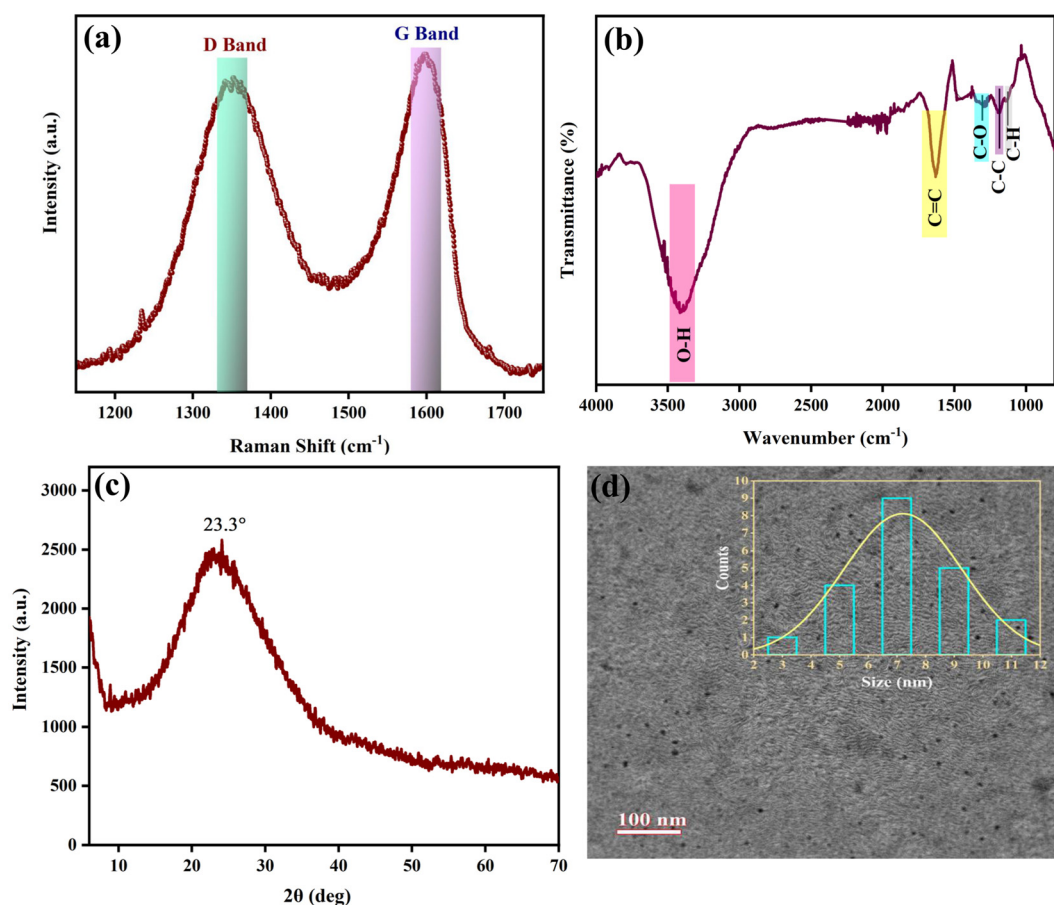 (a)
D Band
G Band
Intensity (a.u.)
1200 1300 1400 1500 1600 1700
Raman Shift (cm⁻¹)
(b)
Transmittance (%)
O-H
C=C
C-O
C-C
C-H
4000 3500 3000 2500 2000 1500 1000
Wavenumber (cm⁻¹)
(c)
23.3°
Intensity (a.u.)
3000
2500
2000
1500
1000
500
0
10 20 30 40 50 60 70
2θ (deg)
(d)
Counts
10
9
8
7
6
5
4
3
2
1
0
2 4 6 8 10 12
3 5 7 9 11
Size (nm)
100 nm